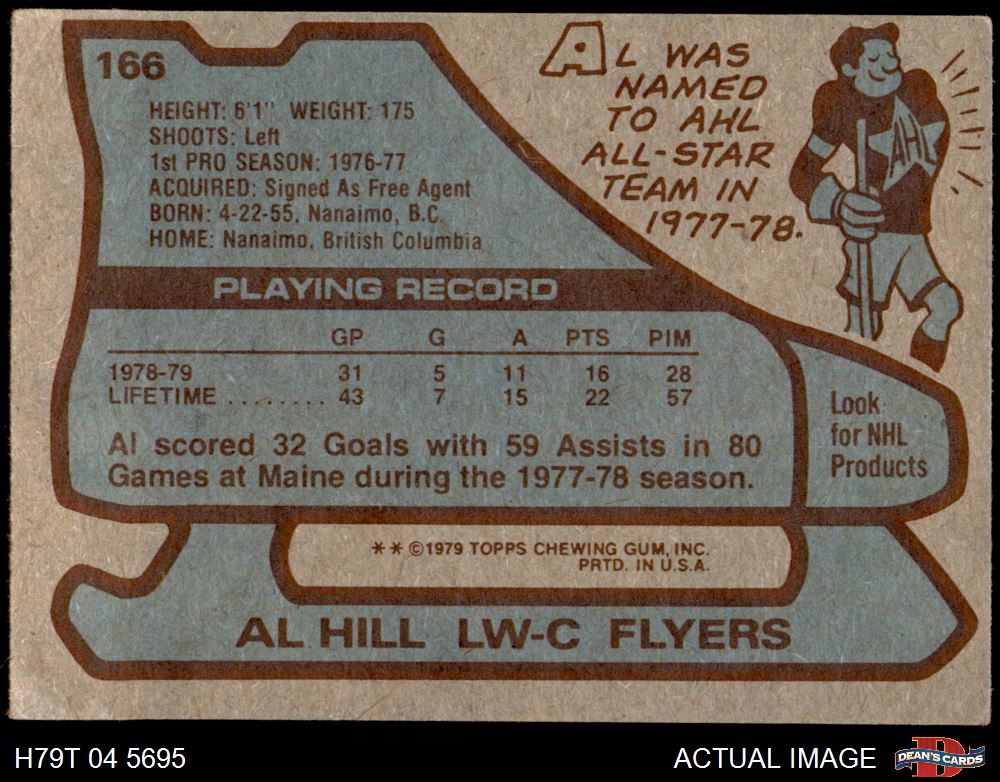 166
HEIGHT: 6'1" WEIGHT: 175
SHOOTS: Left
1st PRO SEASON: 1976-77
ACQUIRED: Signed As Free Agent
BORN: 4-22-55, Nanaimo, B.C.
HOME: Nanaimo, British Columbia
AL WAS
NAMED
TO AHL
ALL-STAR
TEAM IN
1977-78.
AHL
PLAYING RECORD
GP G A PTS PIM
1978-79 31 5 11 16 28
LIFETIME ........ 43 7 15 22 57
Al scored 32 Goals with 59 Assists in 80
Games at Maine during the 1977-78 season.
Look
for NHL
Products
** ©1979 TOPPS CHEWING GUM, INC.
PRTD. IN U.S.A.
AL HILL LW-C FLYERS
H79T 04 5695
ACTUAL IMAGE
D
DEAN'S CARDS